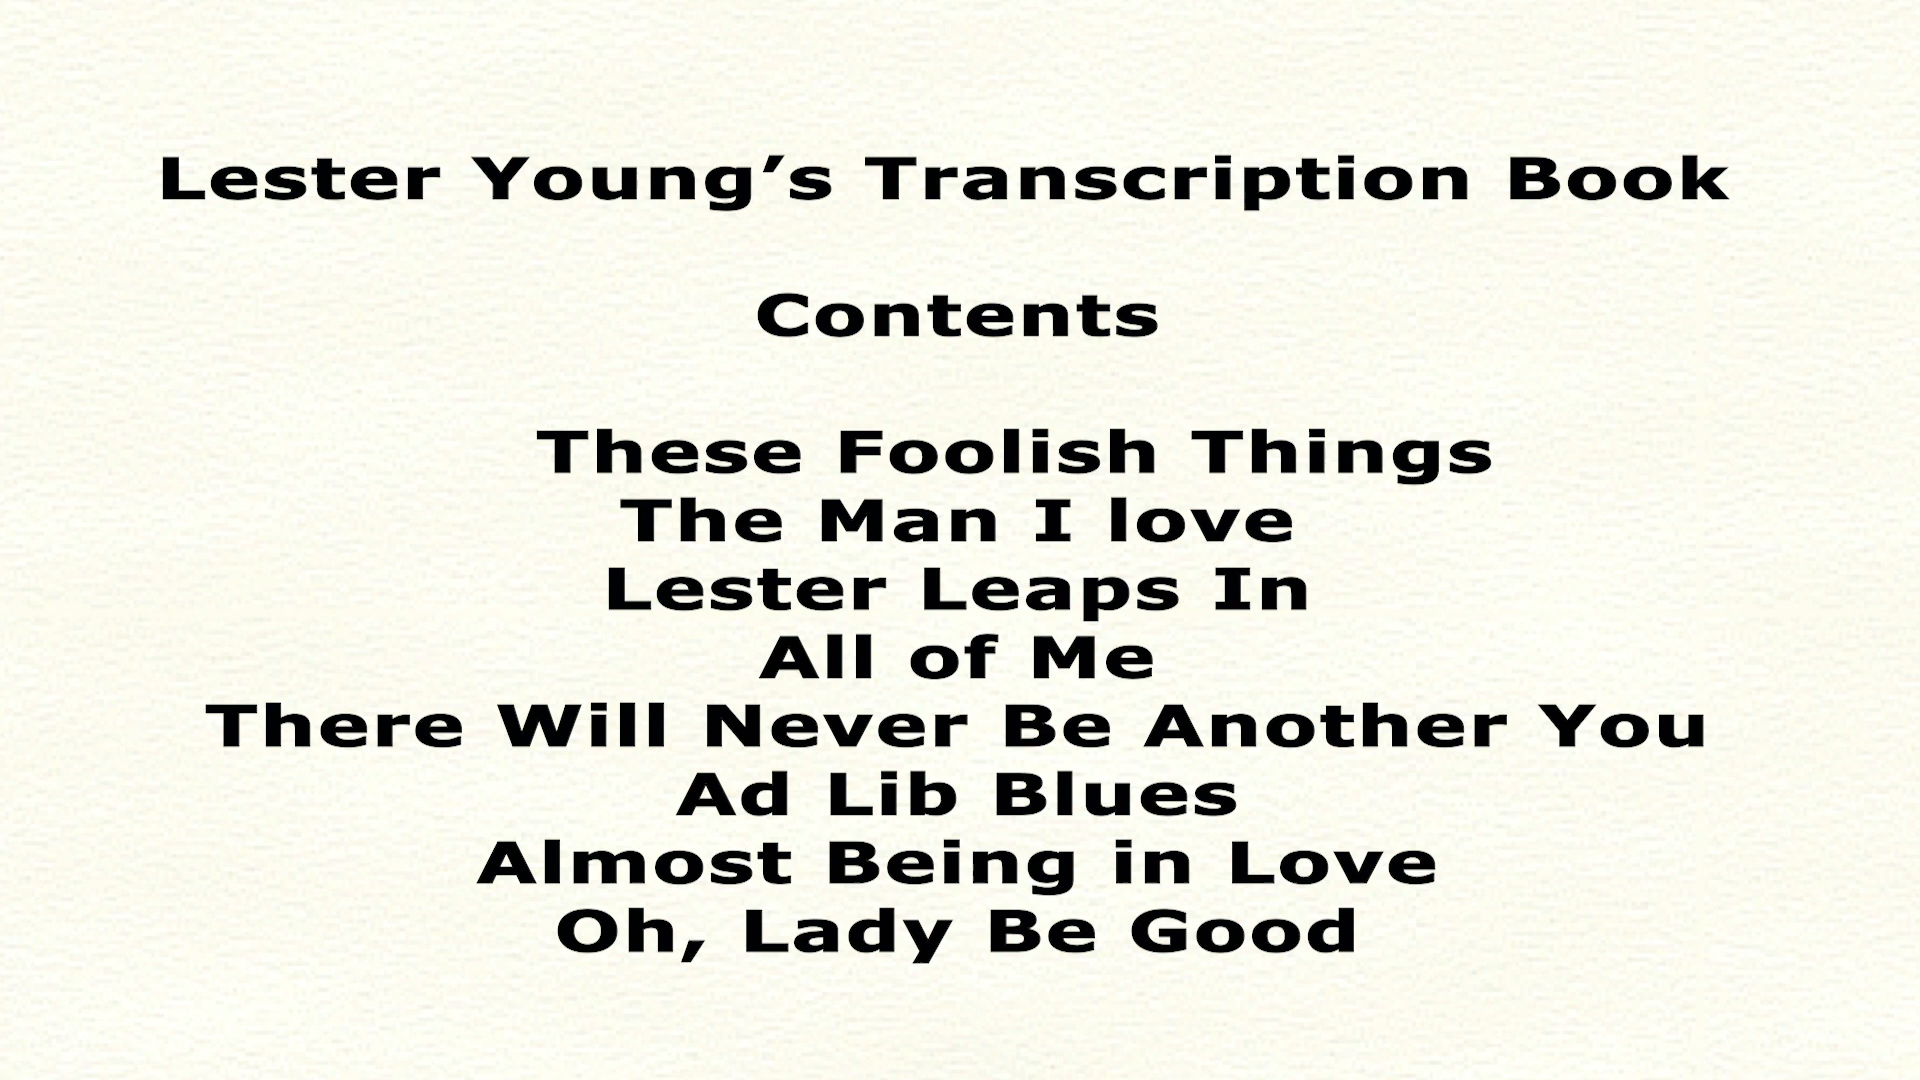 Lester Young’s Transcription Book
Contents
These Foolish Things
The Man I love
Lester Leaps In
All of Me
There Will Never Be Another You
Ad Lib Blues
Almost Being in Love
Oh, Lady Be Good